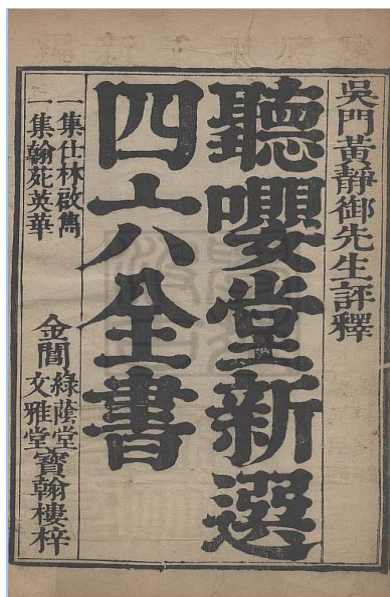 吳門黃靜御先生評釋
聽嚶堂新選
四六全書
一集仕林啟雋
一集翰苑英華
金閶綠蔭堂文雅堂寶翰樓梓